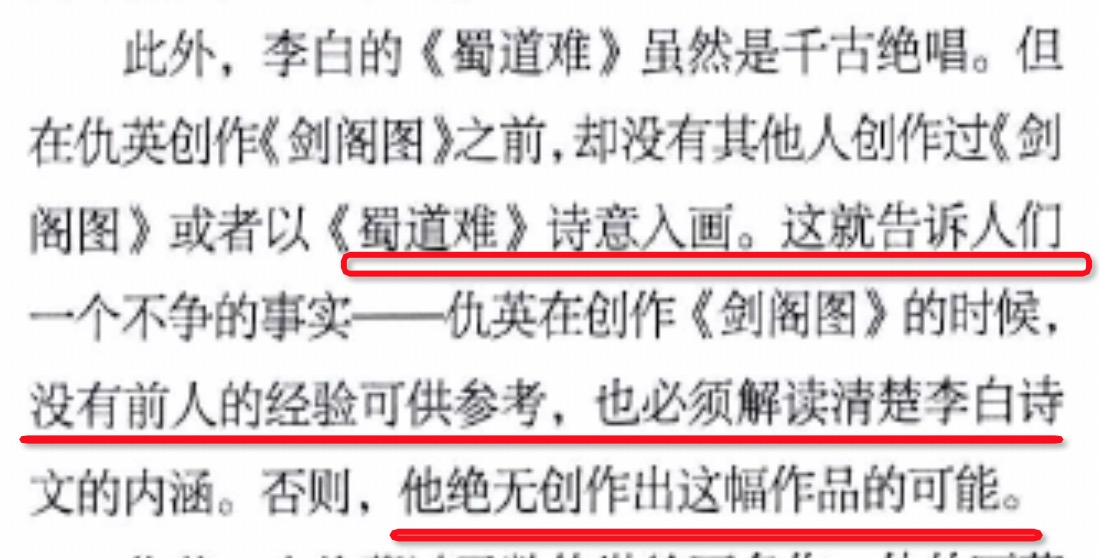 此外，李白的《蜀道难》虽然是千古绝唱。但
在仇英创作《剑阁图》之前，却没有其他人创作过《剑
阁图》或者以《蜀道难》诗意入画。这就告诉人们
一个不争的事实——仇英在创作《剑阁图》的时候，
没有前人的经验可供参考，也必须解读清楚李白诗
文的内涵。否则，他绝无创作出这幅作品的可能。